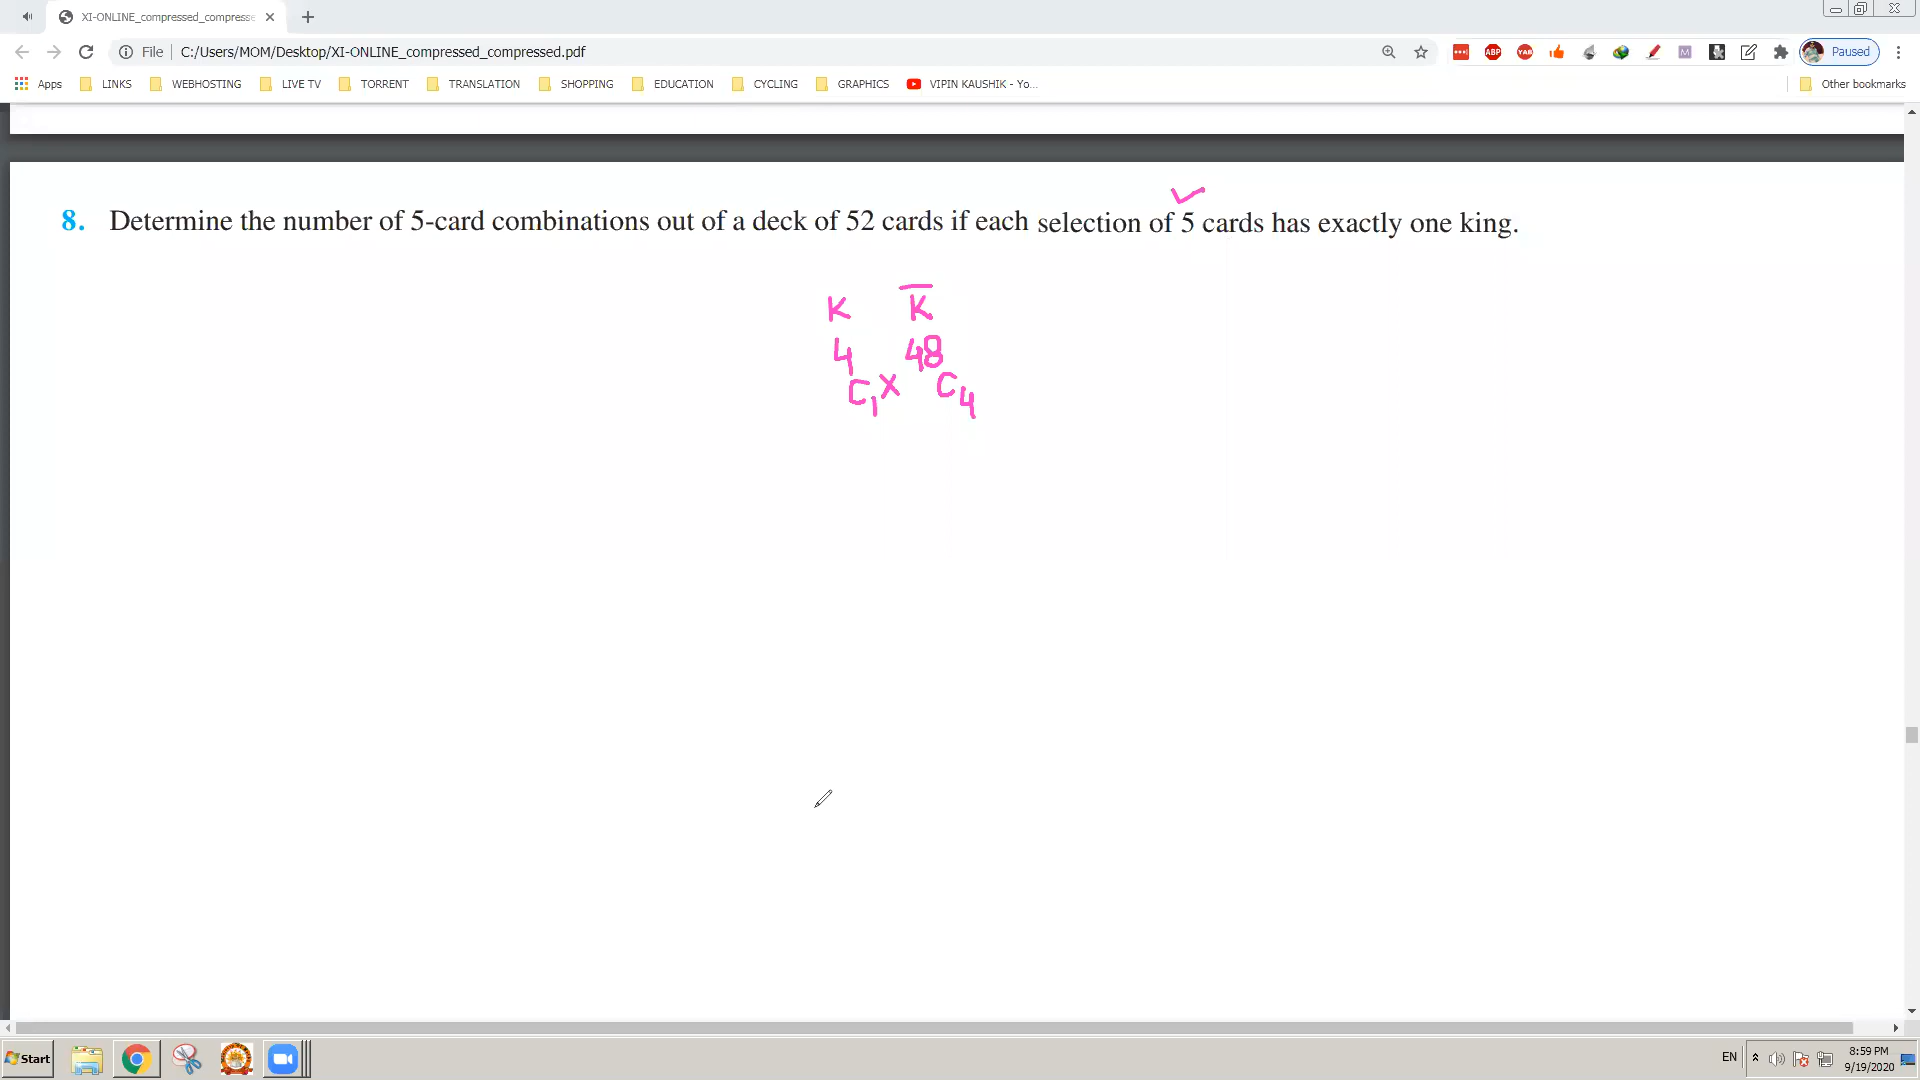 XI-ONLINE_compressed_compresse
File C:/Users/MOM/Desktop/XI-ONLINE_compressed_compressed.pdf
ABP
YAB
M
Paused
Apps LINKS WEBHOSTING LIVE TV TORRENT TRANSLATION SHOPPING EDUCATION CYCLING GRAPHICS VIPIN KAUSHIK - Yo... Other bookmarks
8. Determine the number of 5-card combinations out of a deck of 52 cards if each selection of 5 cards has exactly one king.
K K̅
4 48
C₁ X C₄
Start
EN
8:59 PM
9/19/2020